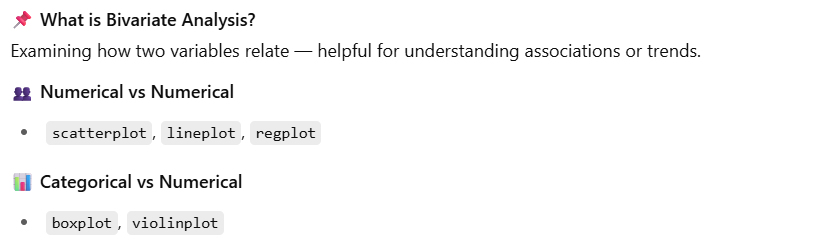 📌 What is Bivariate Analysis?
Examining how two variables relate — helpful for understanding associations or trends.
👥 Numerical vs Numerical
• scatterplot, lineplot, regplot
📊 Categorical vs Numerical
• boxplot, violinplot